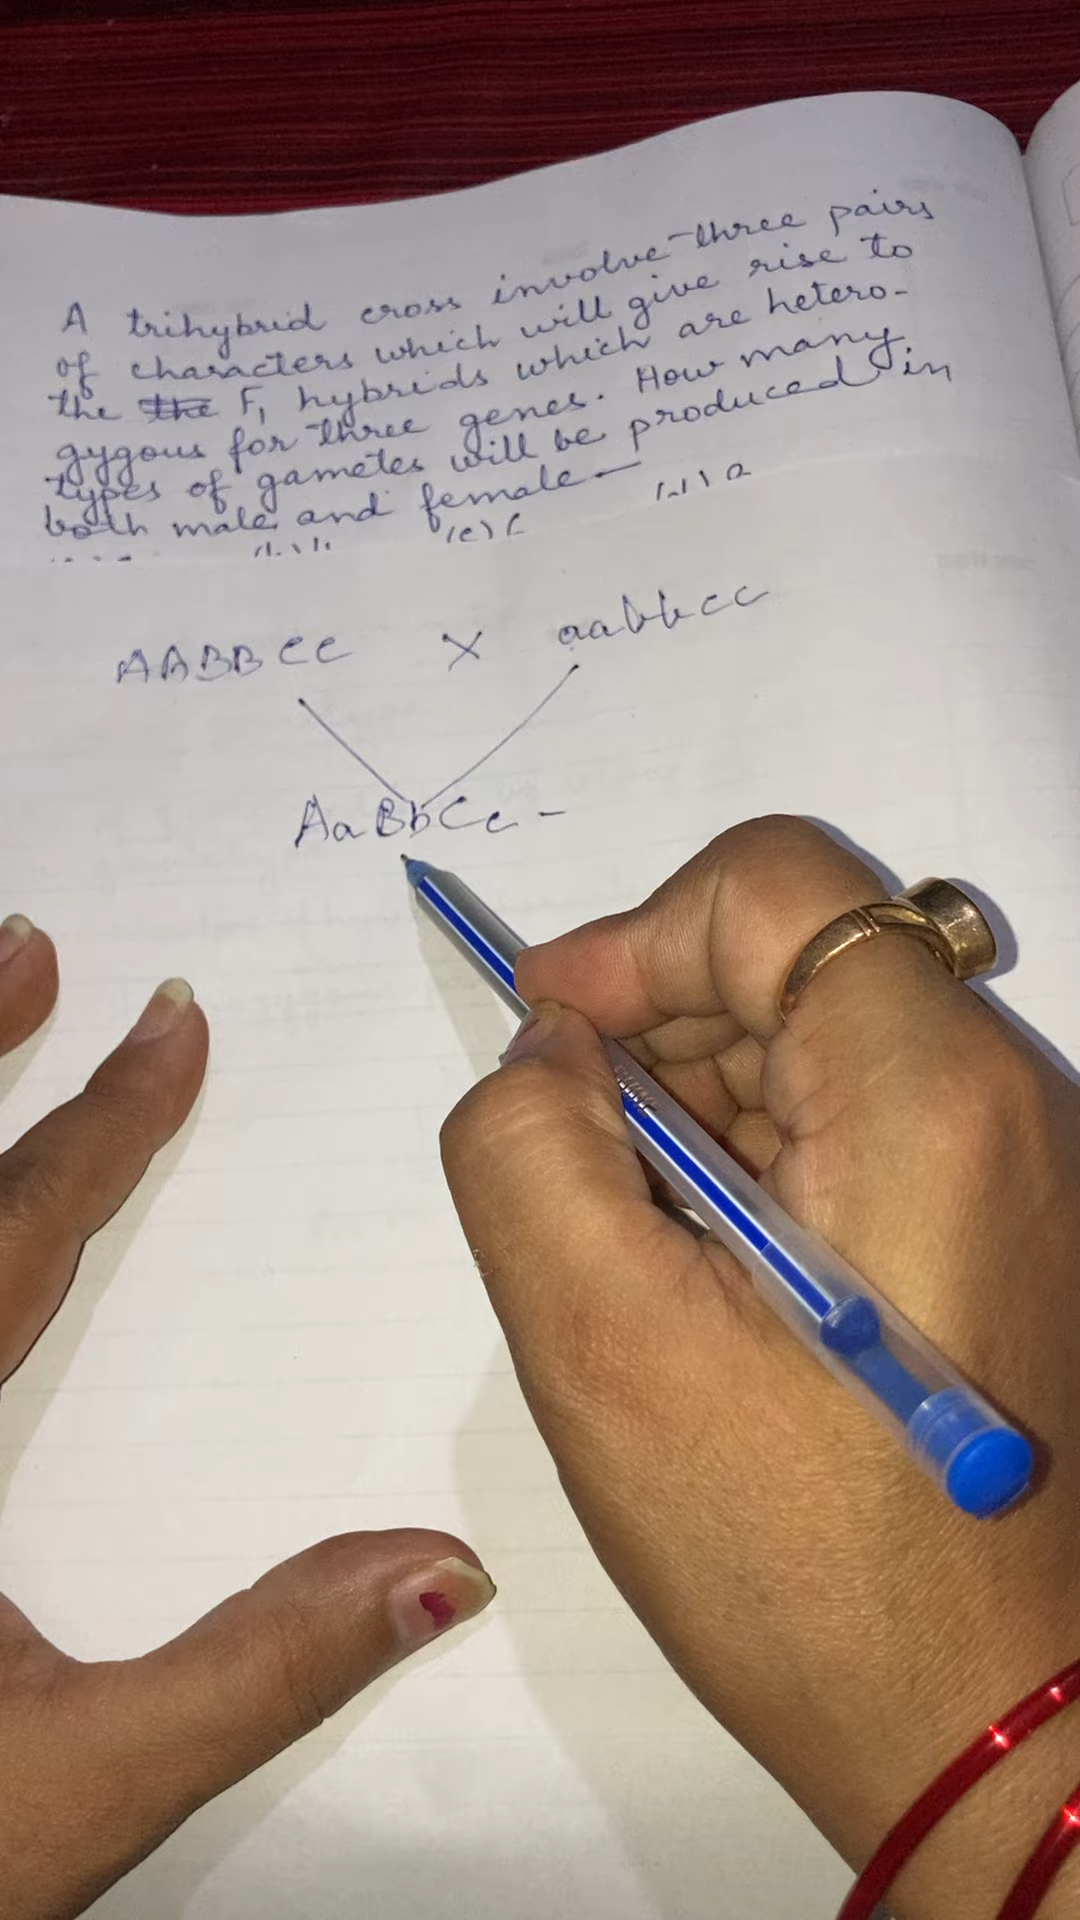 A trihybrid cross involve three pairs
of characters which will give rise to
the the F1 hybrids which are hetero-
gygous for three genes. How many
types of gametes will be produced in
both male and female—
AABBCC X aabbcc
AaBbCc -